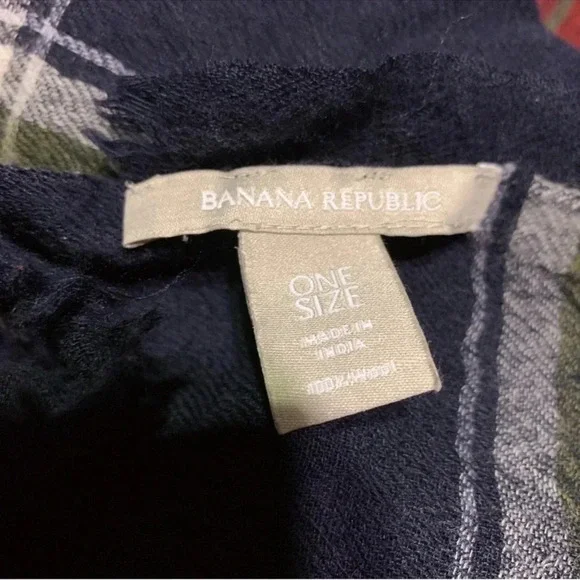 BANANA REPUBLIC
ONE
SIZE
MADE IN
INDIA
100% WOOL